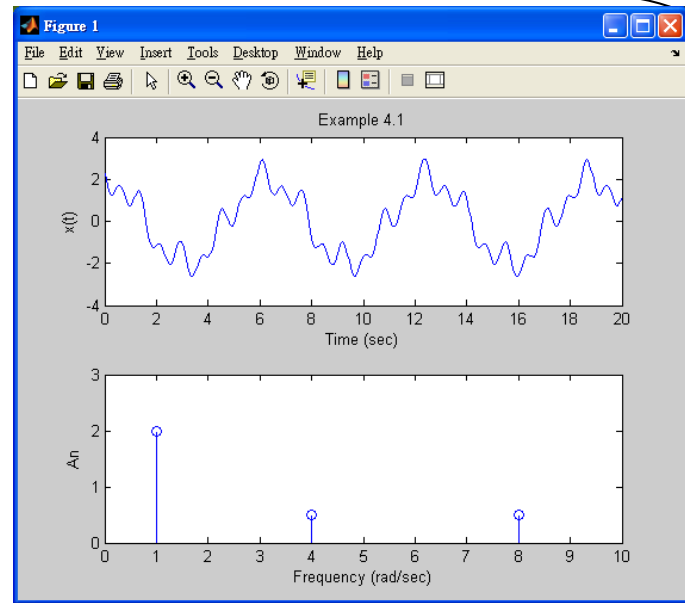 Figure 1
File Edit View Insert Tools Desktop Window Help
Example 4.1
4
2
0
-2
-4
x(t)
0 2 4 6 8 10 12 14 16 18 20
Time (sec)
3
2
1
0
An
0 1 2 3 4 5 6 7 8 9 10
Frequency (rad/sec)